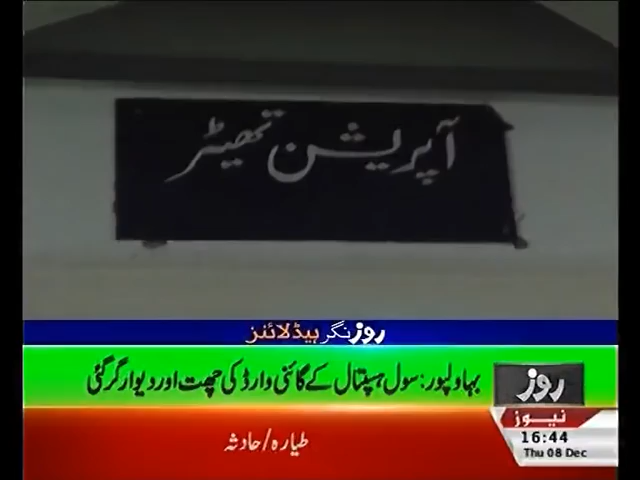 آپریشن تھیٹر
روز نگر ہیڈلائنز
بہاولپور: سول ہسپتال کے گائنی وارڈ کی چھت اور دیوار گر گئی
روز
نیوز
طیارہ/حادثہ
16:44
Thu 08 Dec